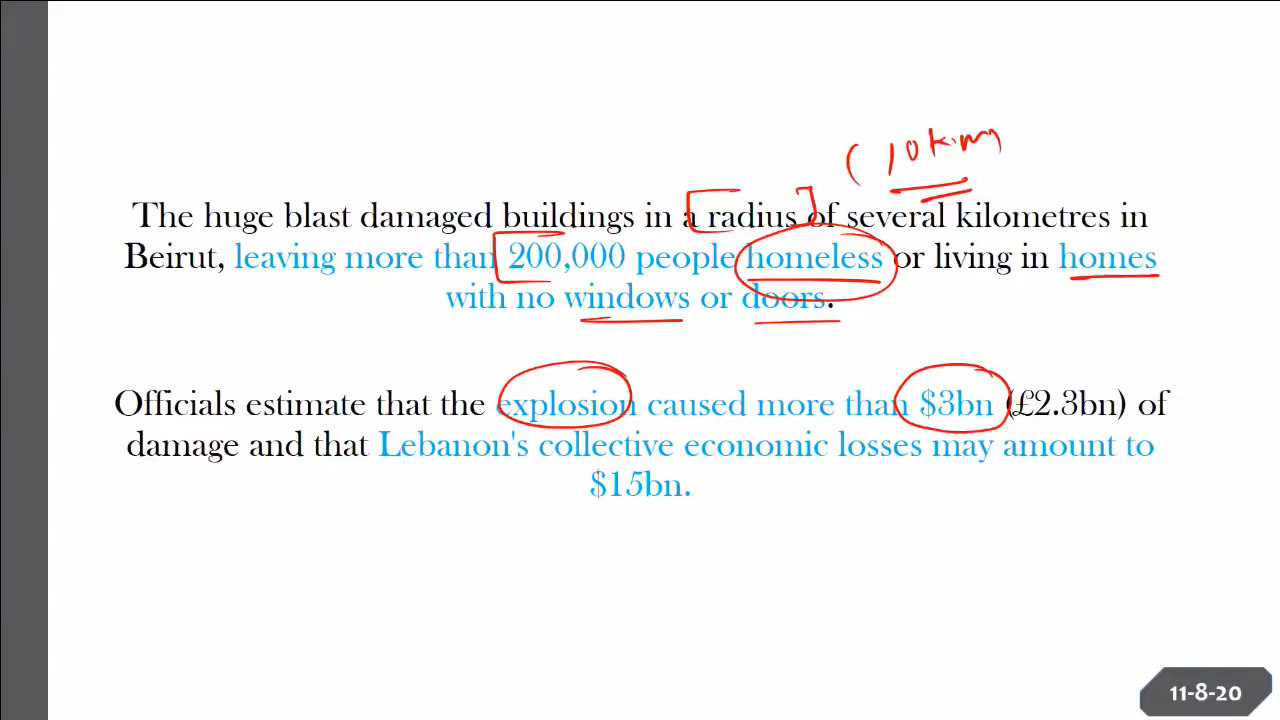 (10km)
The huge blast damaged buildings in a radius of several kilometres in
Beirut, leaving more than 200,000 people homeless or living in homes
with no windows or doors.
Officials estimate that the explosion caused more than $3bn (£2.3bn) of
damage and that Lebanon's collective economic losses may amount to
$15bn.
11-8-20